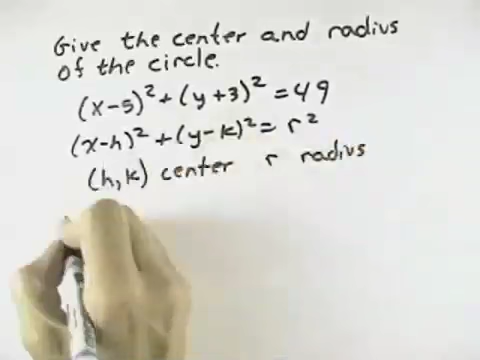 Give the center and radius
of the circle.
(x-5)² + (y+3)² = 49
(x-h)² + (y-k)² = r²
(h,k) center r radius